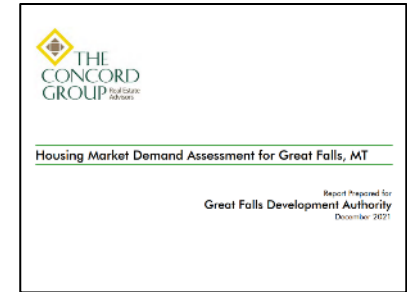 THE
CONCORD
GROUP Real Estate
Advisors
Housing Market Demand Assessment for Great Falls, MT
Report Prepared for
Great Falls Development Authority
December 2021